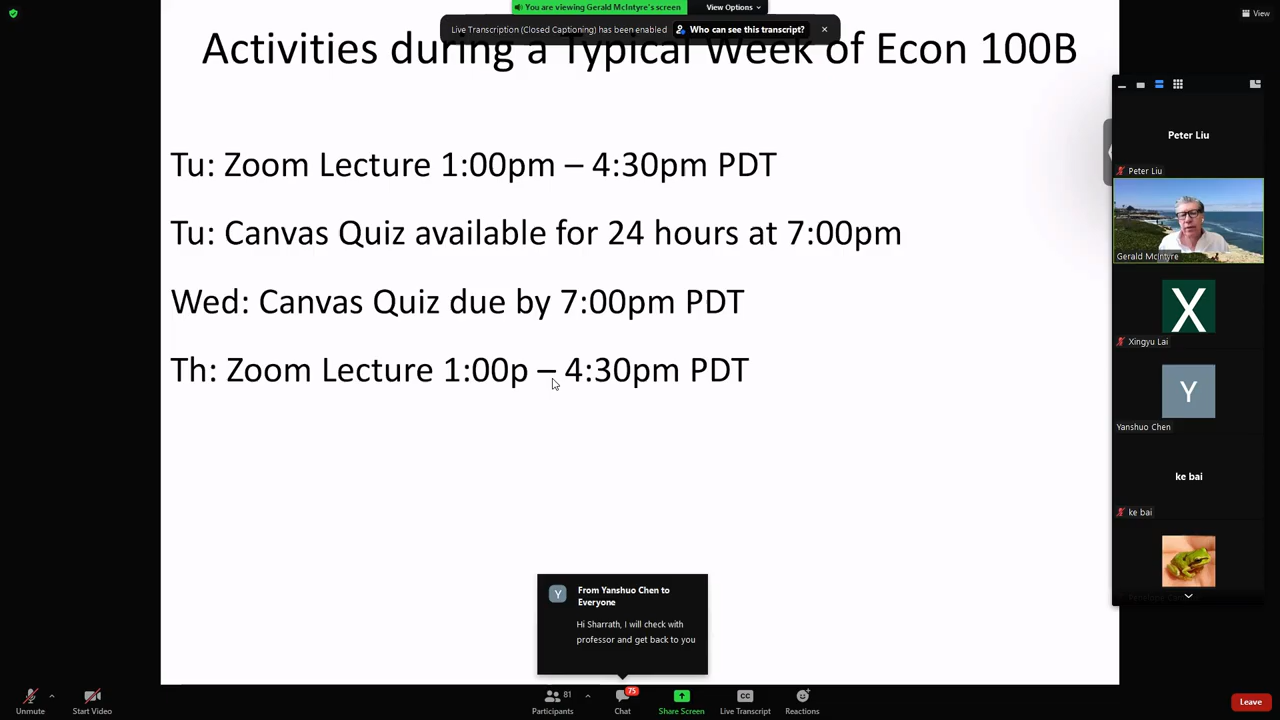 You are viewing Gerald McIntyre's screen
View Options
View
Live Transcription (Closed Captioning) has been enabled
Who can see this transcript?
Activities during a Typical Week of Econ 100B
Tu: Zoom Lecture 1:00pm – 4:30pm PDT
Tu: Canvas Quiz available for 24 hours at 7:00pm
Wed: Canvas Quiz due by 7:00pm PDT
Th: Zoom Lecture 1:00p – 4:30pm PDT
Peter Liu
Peter Liu
Gerald McIntyre
X
Xingyu Lai
Y
Yanshuo Chen
ke bai
ke bai
Y
From Yanshuo Chen to
Everyone
Hi Sharrath, I will check with
professor and get back to you
Unmute
Start Video
81
Participants
75
Chat
Share Screen
CC
Live Transcript
Reactions
Leave